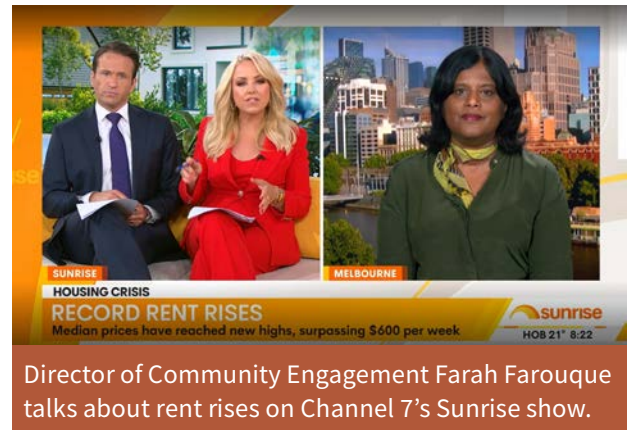 SUNRISE
MELBOURNE
HOUSING CRISIS
RECORD RENT RISES
Median prices have reached new highs, surpassing $600 per week
sunrise
HOB 21° 8:22
Director of Community Engagement Farah Farouque
talks about rent rises on Channel 7’s Sunrise show.